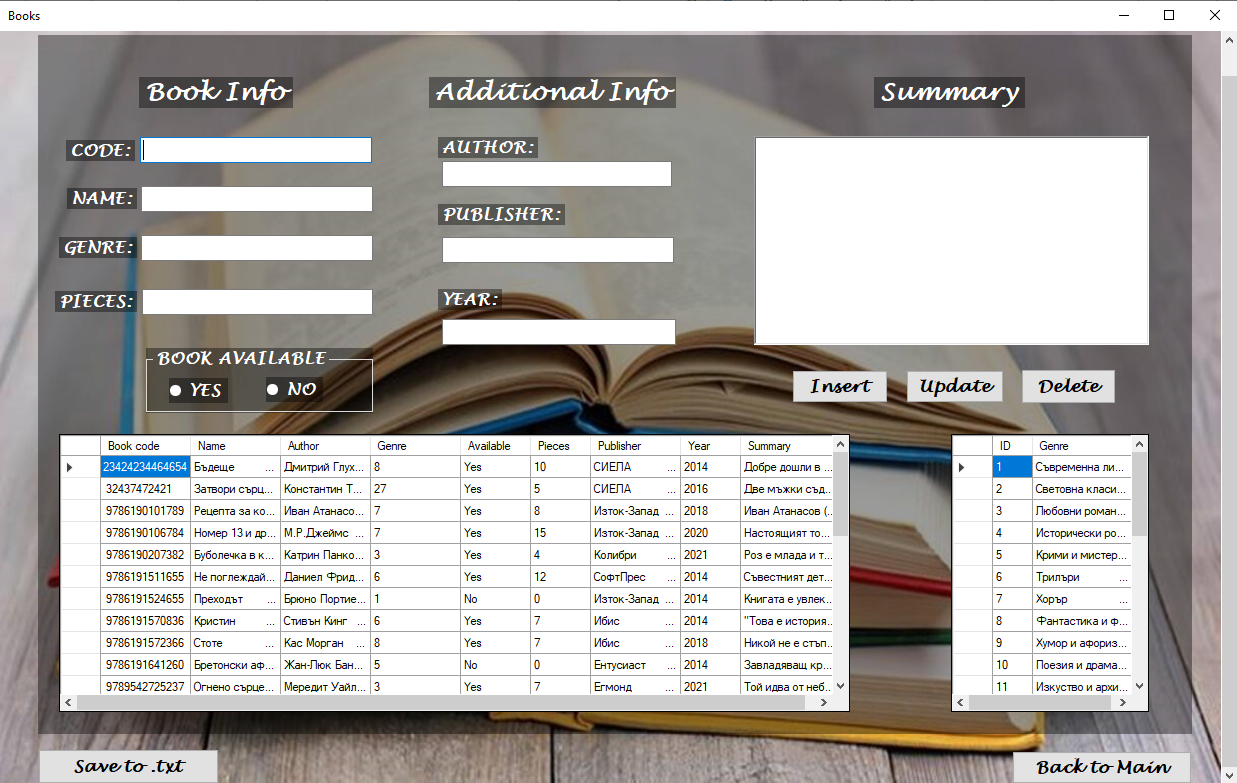 Books
Book Info
Additional Info
Summary
CODE:
NAME:
GENRE:
PIECES:
BOOK AVAILABLE
YES NO
AUTHOR:
PUBLISHER:
YEAR:
Insert Update Delete
Book code Name Author Genre Available Pieces Publisher Year Summary
23424234464654 Бъдеще ... Дмитрий Глух... 8 Yes 10 СИЕЛА ... 2014 Добре дошли в ...
32437472421 Затвори сърц... Константин Т... 27 Yes 5 СИЕЛА ... 2016 Две мъжки съд...
9786190101789 Рецепта за ко... Иван Атанасо... 7 Yes 8 Изток-Запад ... 2018 Иван Атанасов (...
9786190106784 Номер 13 и др... М.Р.Джеймс ... 7 Yes 15 Изток-Запад ... 2020 Настоящият то...
9786190207382 Буболечка в к... Катрин Панко... 3 Yes 4 Колибри ... 2021 Роз е млада и т...
9786191511655 Не поглеждай... Даниел Фрид... 6 Yes 12 СофтПрес ... 2014 Съвестният дет...
9786191524655 Преходът ... Брюно Портие... 1 No 0 Изток-Запад ... 2014 Книгата е увлек...
9786191570836 Кристин ... Стивън Кинг ... 6 Yes 7 Ибис ... 2014 "Това е история...
9786191572366 Стоте ... Кас Морган ... 8 Yes 7 Ибис ... 2018 Никой не е стъп...
9786191641260 Бретонски аф... Жан-Люк Бан... 5 No 0 Ентусиаст ... 2014 Завладяващ кр...
9789542725237 Огнено сърце... Мередит Уайл... 3 Yes 7 Егмонд ... 2021 Той идва от неб...
ID Genre
1 Съвременна ли...
2 Световна класи...
3 Любовни роман...
4 Исторически ро...
5 Крими и мистер...
6 Трилъри ...
7 Хорър ...
8 Фантастика и ф...
9 Хумор и афориз...
10 Поезия и драма...
11 Изкуство и архи...
Save to .txt
Back to Main